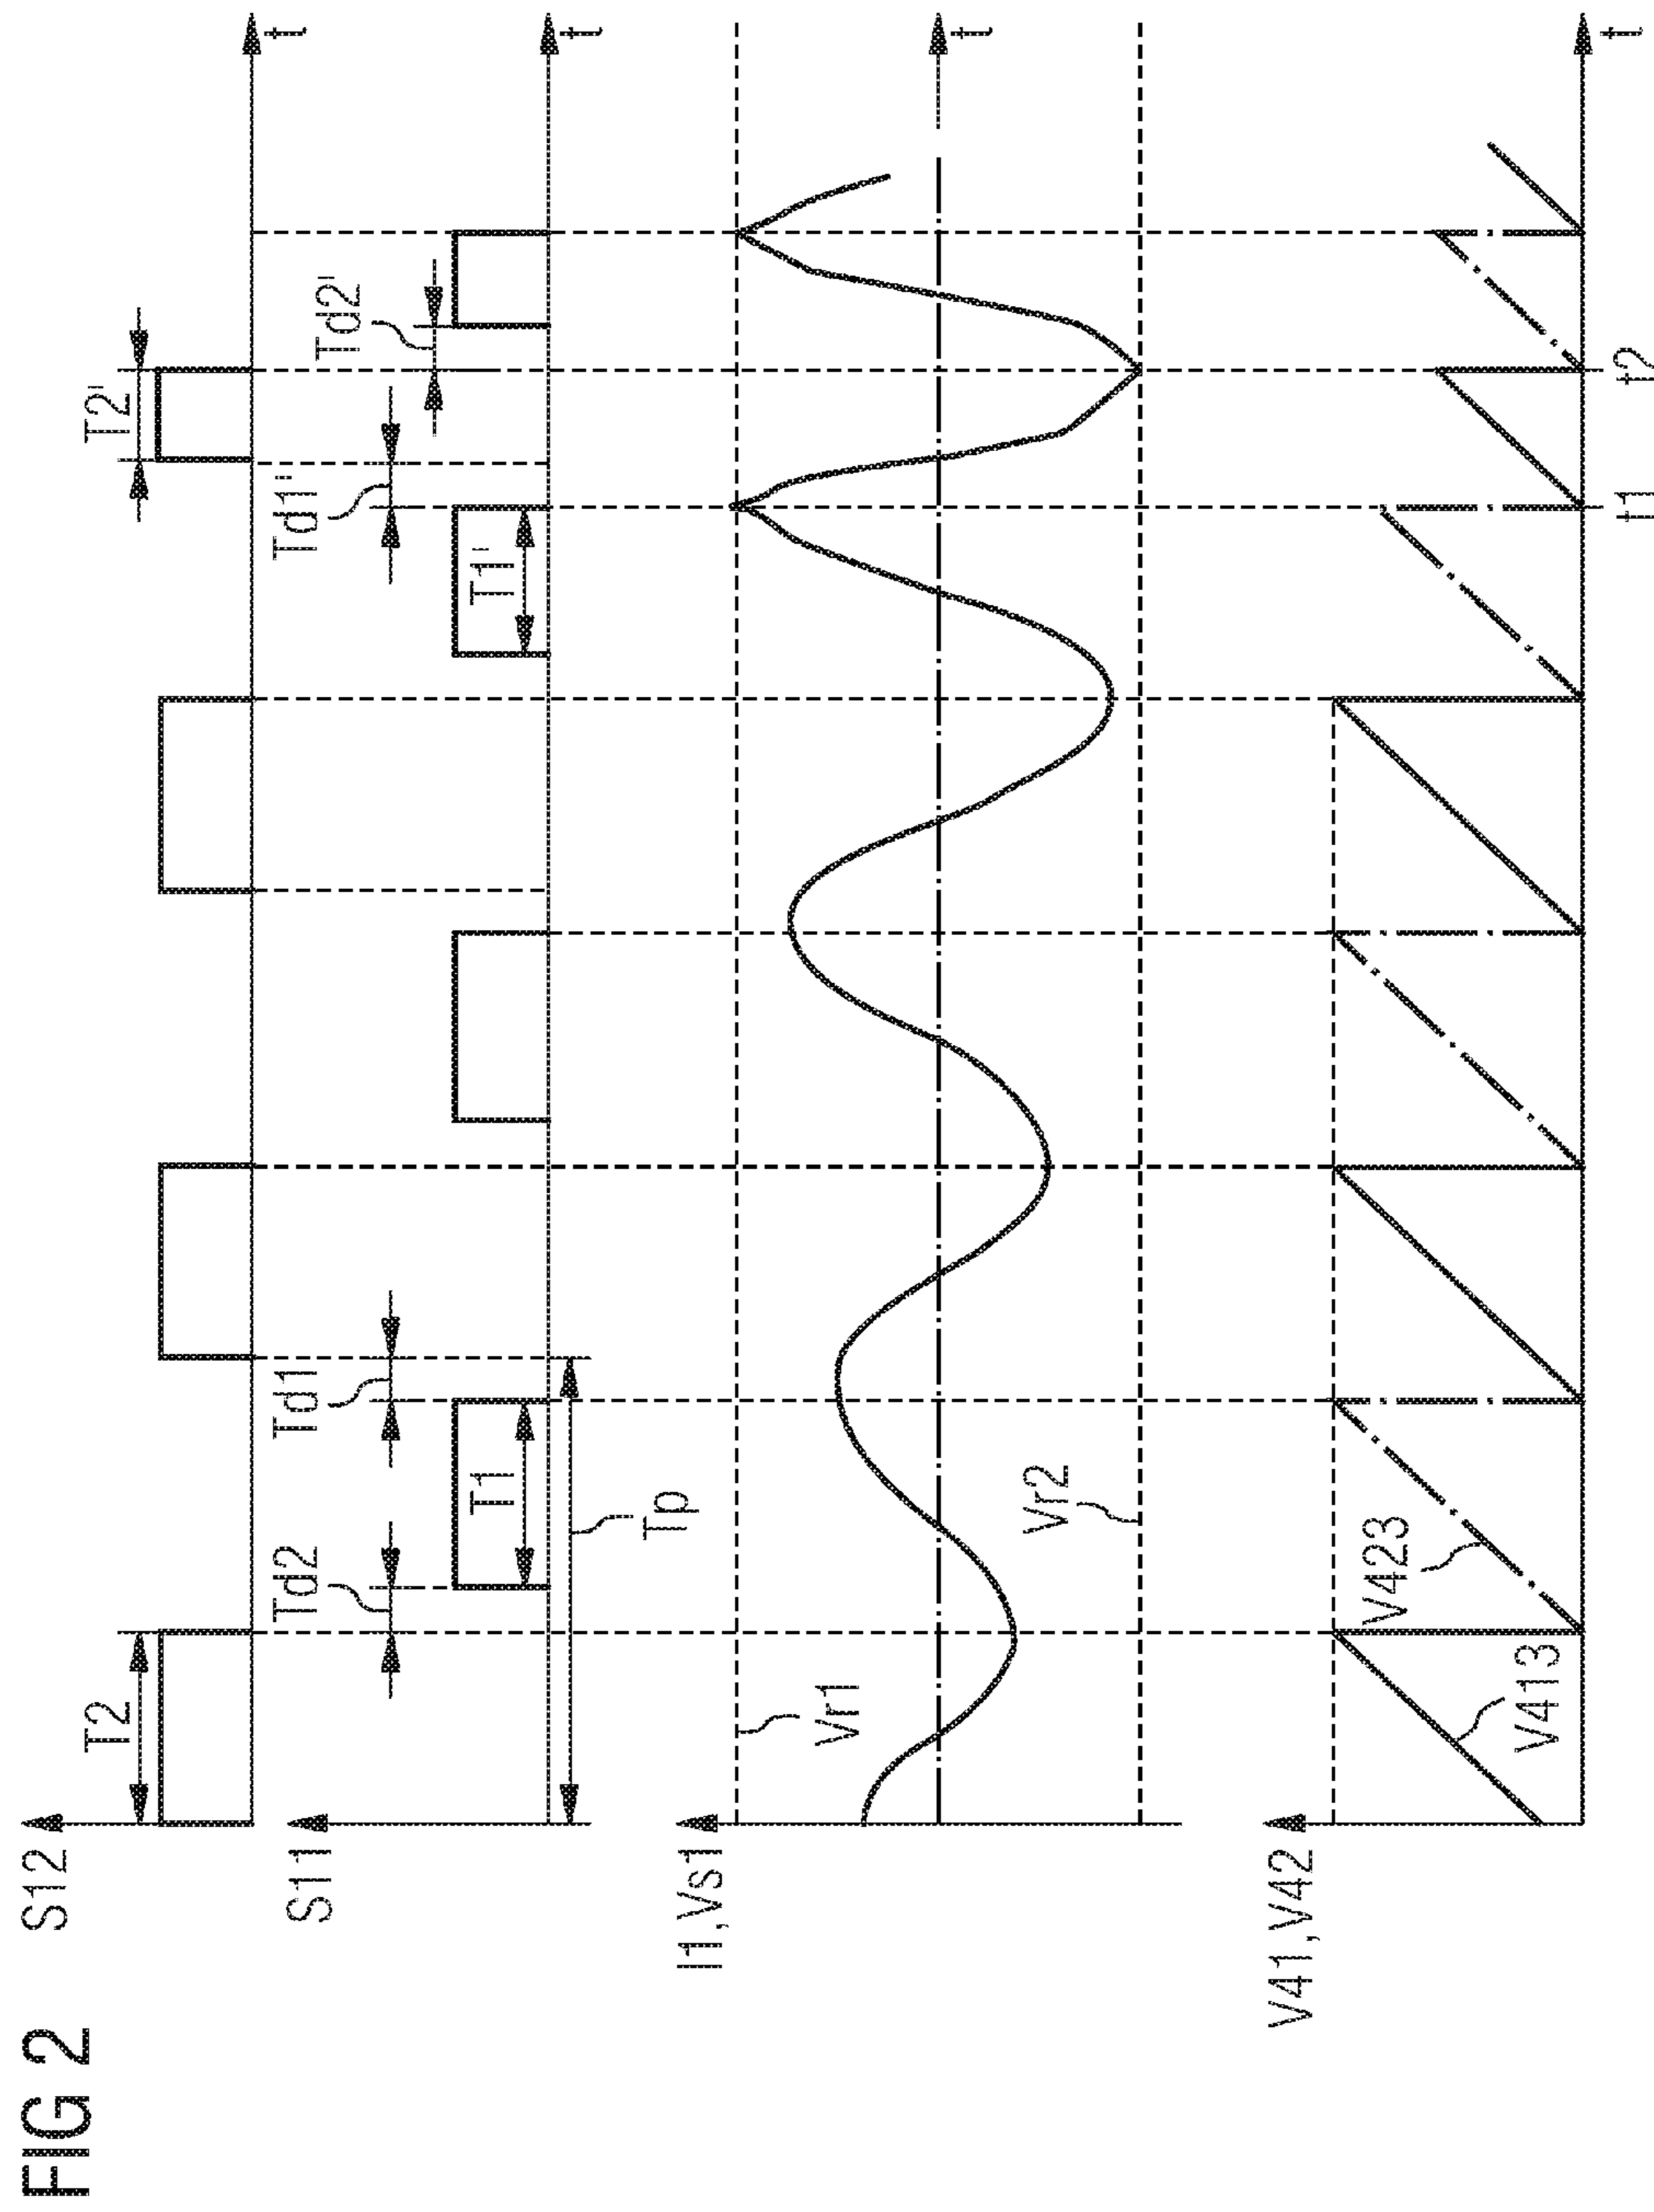 FIG 2
S12
T2
T2'
t
S11
Td2
Td1
Td1'
Td2'
T1
T1'
t
Tp
I1,Vs1
Vr1
Vr2
t
V41,V42
V413
V423
t1
t2
t